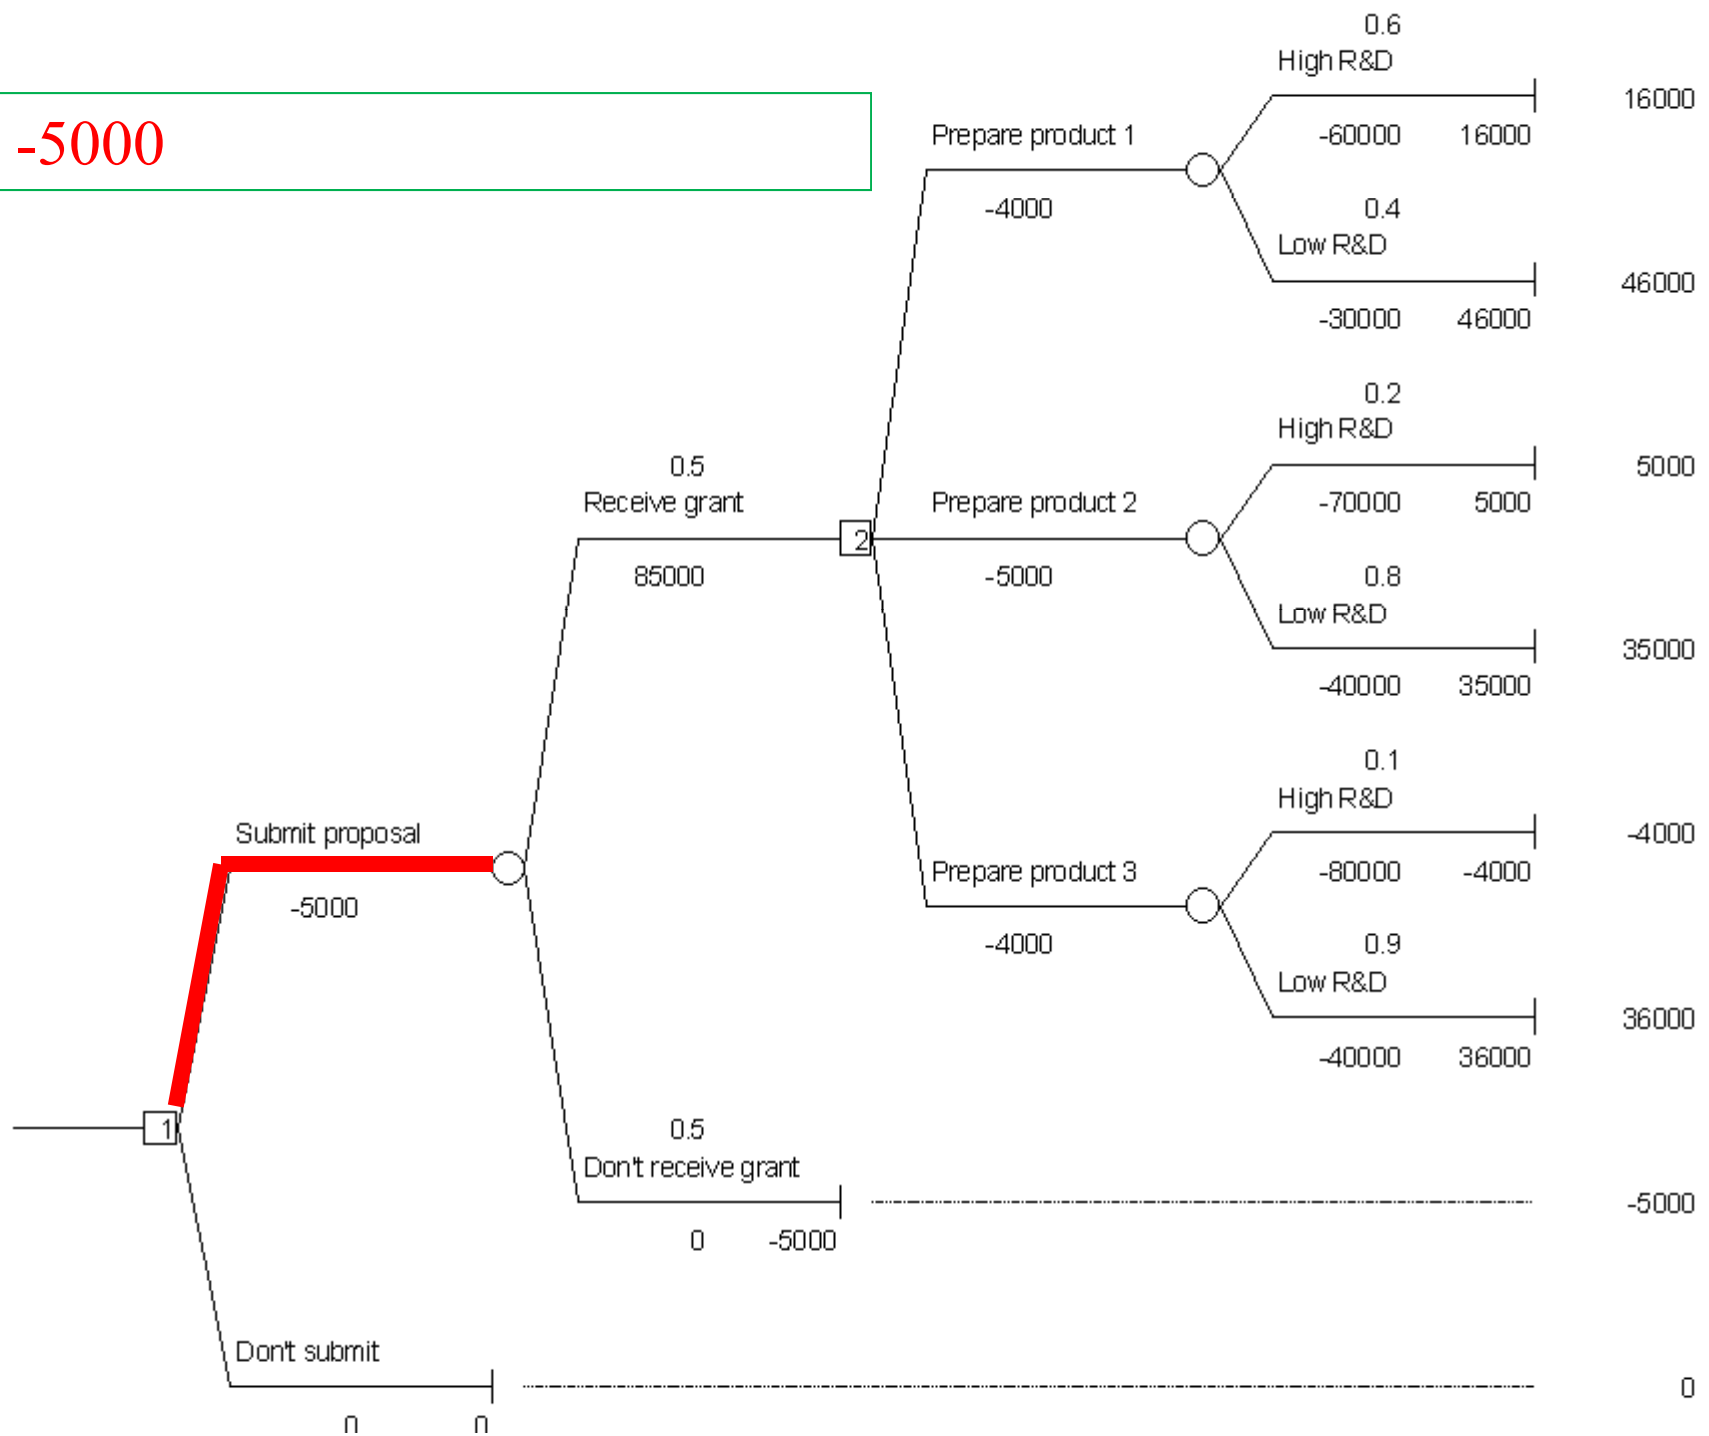 -5000
0.6
High R&D
16000
-60000 16000
Prepare product 1
-4000
0.4
Low R&D
46000
-30000 46000
0.2
High R&D
5000
-70000 5000
0.5
Receive grant
85000
2
Prepare product 2
-5000
0.8
Low R&D
35000
-40000 35000
0.1
High R&D
-4000
-80000 -4000
Submit proposal
-5000
Prepare product 3
-4000
0.9
Low R&D
36000
-40000 36000
1
0.5
Don't receive grant
-5000
0 -5000
Don't submit
0
0 0